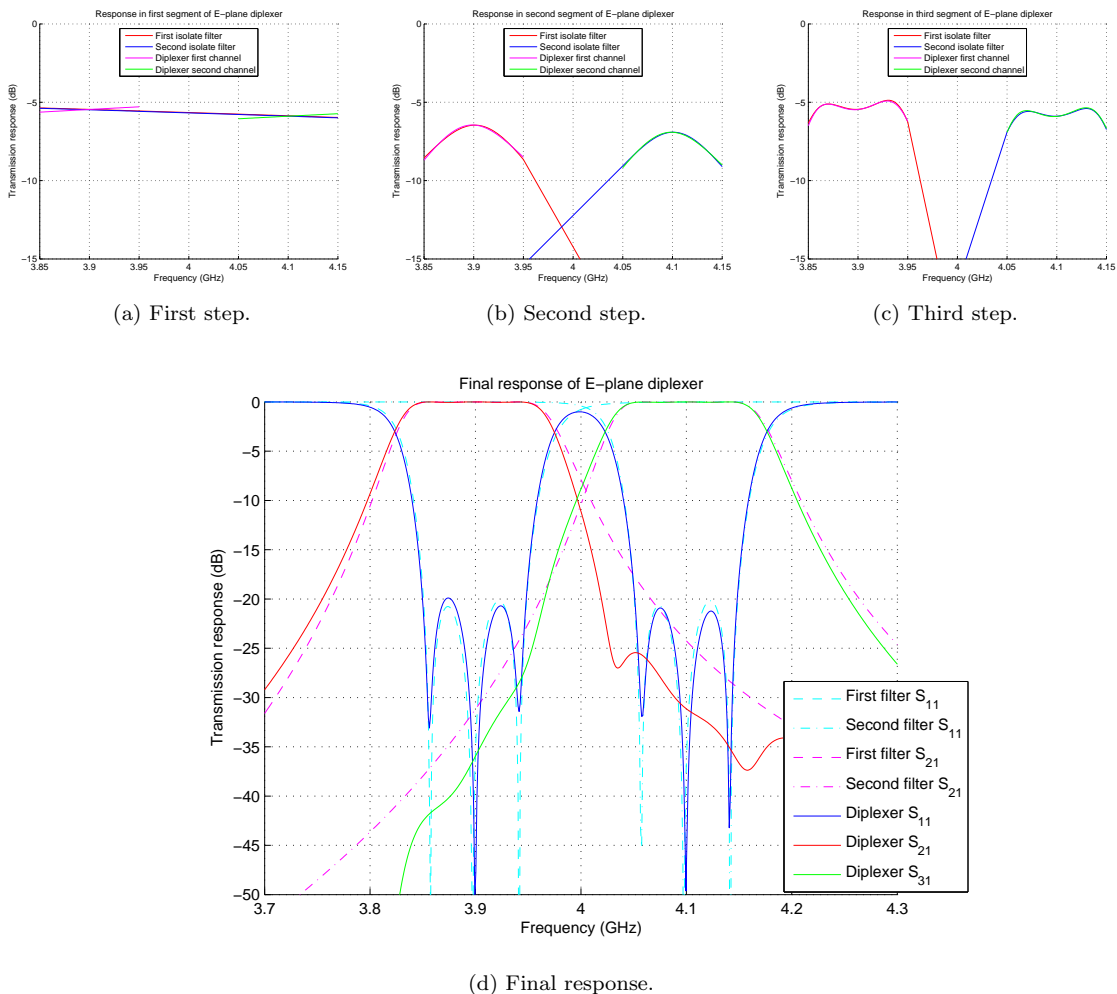 Response in first segment of E−plane diplexer
First isolate filter
Second isolate filter
Diplexer first channel
Diplexer second channel
Transmission response (dB)
0
−5
−10
−15
3.85 3.9 3.95 4 4.05 4.1 4.15
Frequency (GHz)
(a) First step.
Response in second segment of E−plane diplexer
First isolate filter
Second isolate filter
Diplexer first channel
Diplexer second channel
Transmission response (dB)
0
−5
−10
−15
3.85 3.9 3.95 4 4.05 4.1 4.15
Frequency (GHz)
(b) Second step.
Response in third segment of E−plane diplexer
First isolate filter
Second isolate filter
Diplexer first channel
Diplexer second channel
Transmission response (dB)
0
−5
−10
−15
3.85 3.9 3.95 4 4.05 4.1 4.15
Frequency (GHz)
(c) Third step.
Final response of E−plane diplexer
Transmission response (dB)
0
−5
−10
−15
−20
−25
−30
−35
−40
−45
−50
3.7 3.8 3.9 4 4.1 4.2 4.3
Frequency (GHz)
First filter S11
Second filter S11
First filter S21
Second filter S21
Diplexer S11
Diplexer S21
Diplexer S31
(d) Final response.